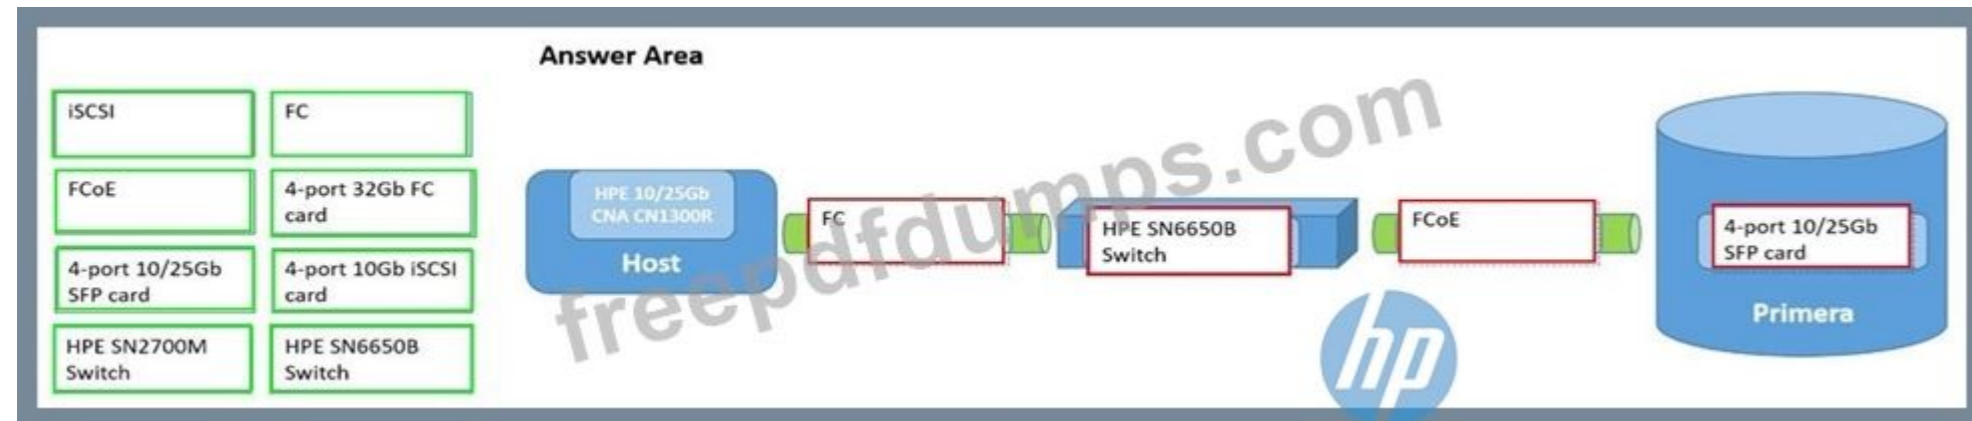 Answer Area
iSCSI
FC
FCoE
4-port 32Gb FC
card
4-port 10/25Gb
SFP card
4-port 10Gb iSCSI
card
HPE SN2700M
Switch
HPE SN6650B
Switch
HPE 10/25Gb
CNA CN1300R
Host
FC
HPE SN6650B
Switch
FCoE
4-port 10/25Gb
SFP card
Primera
freepdfdumps.com
hp